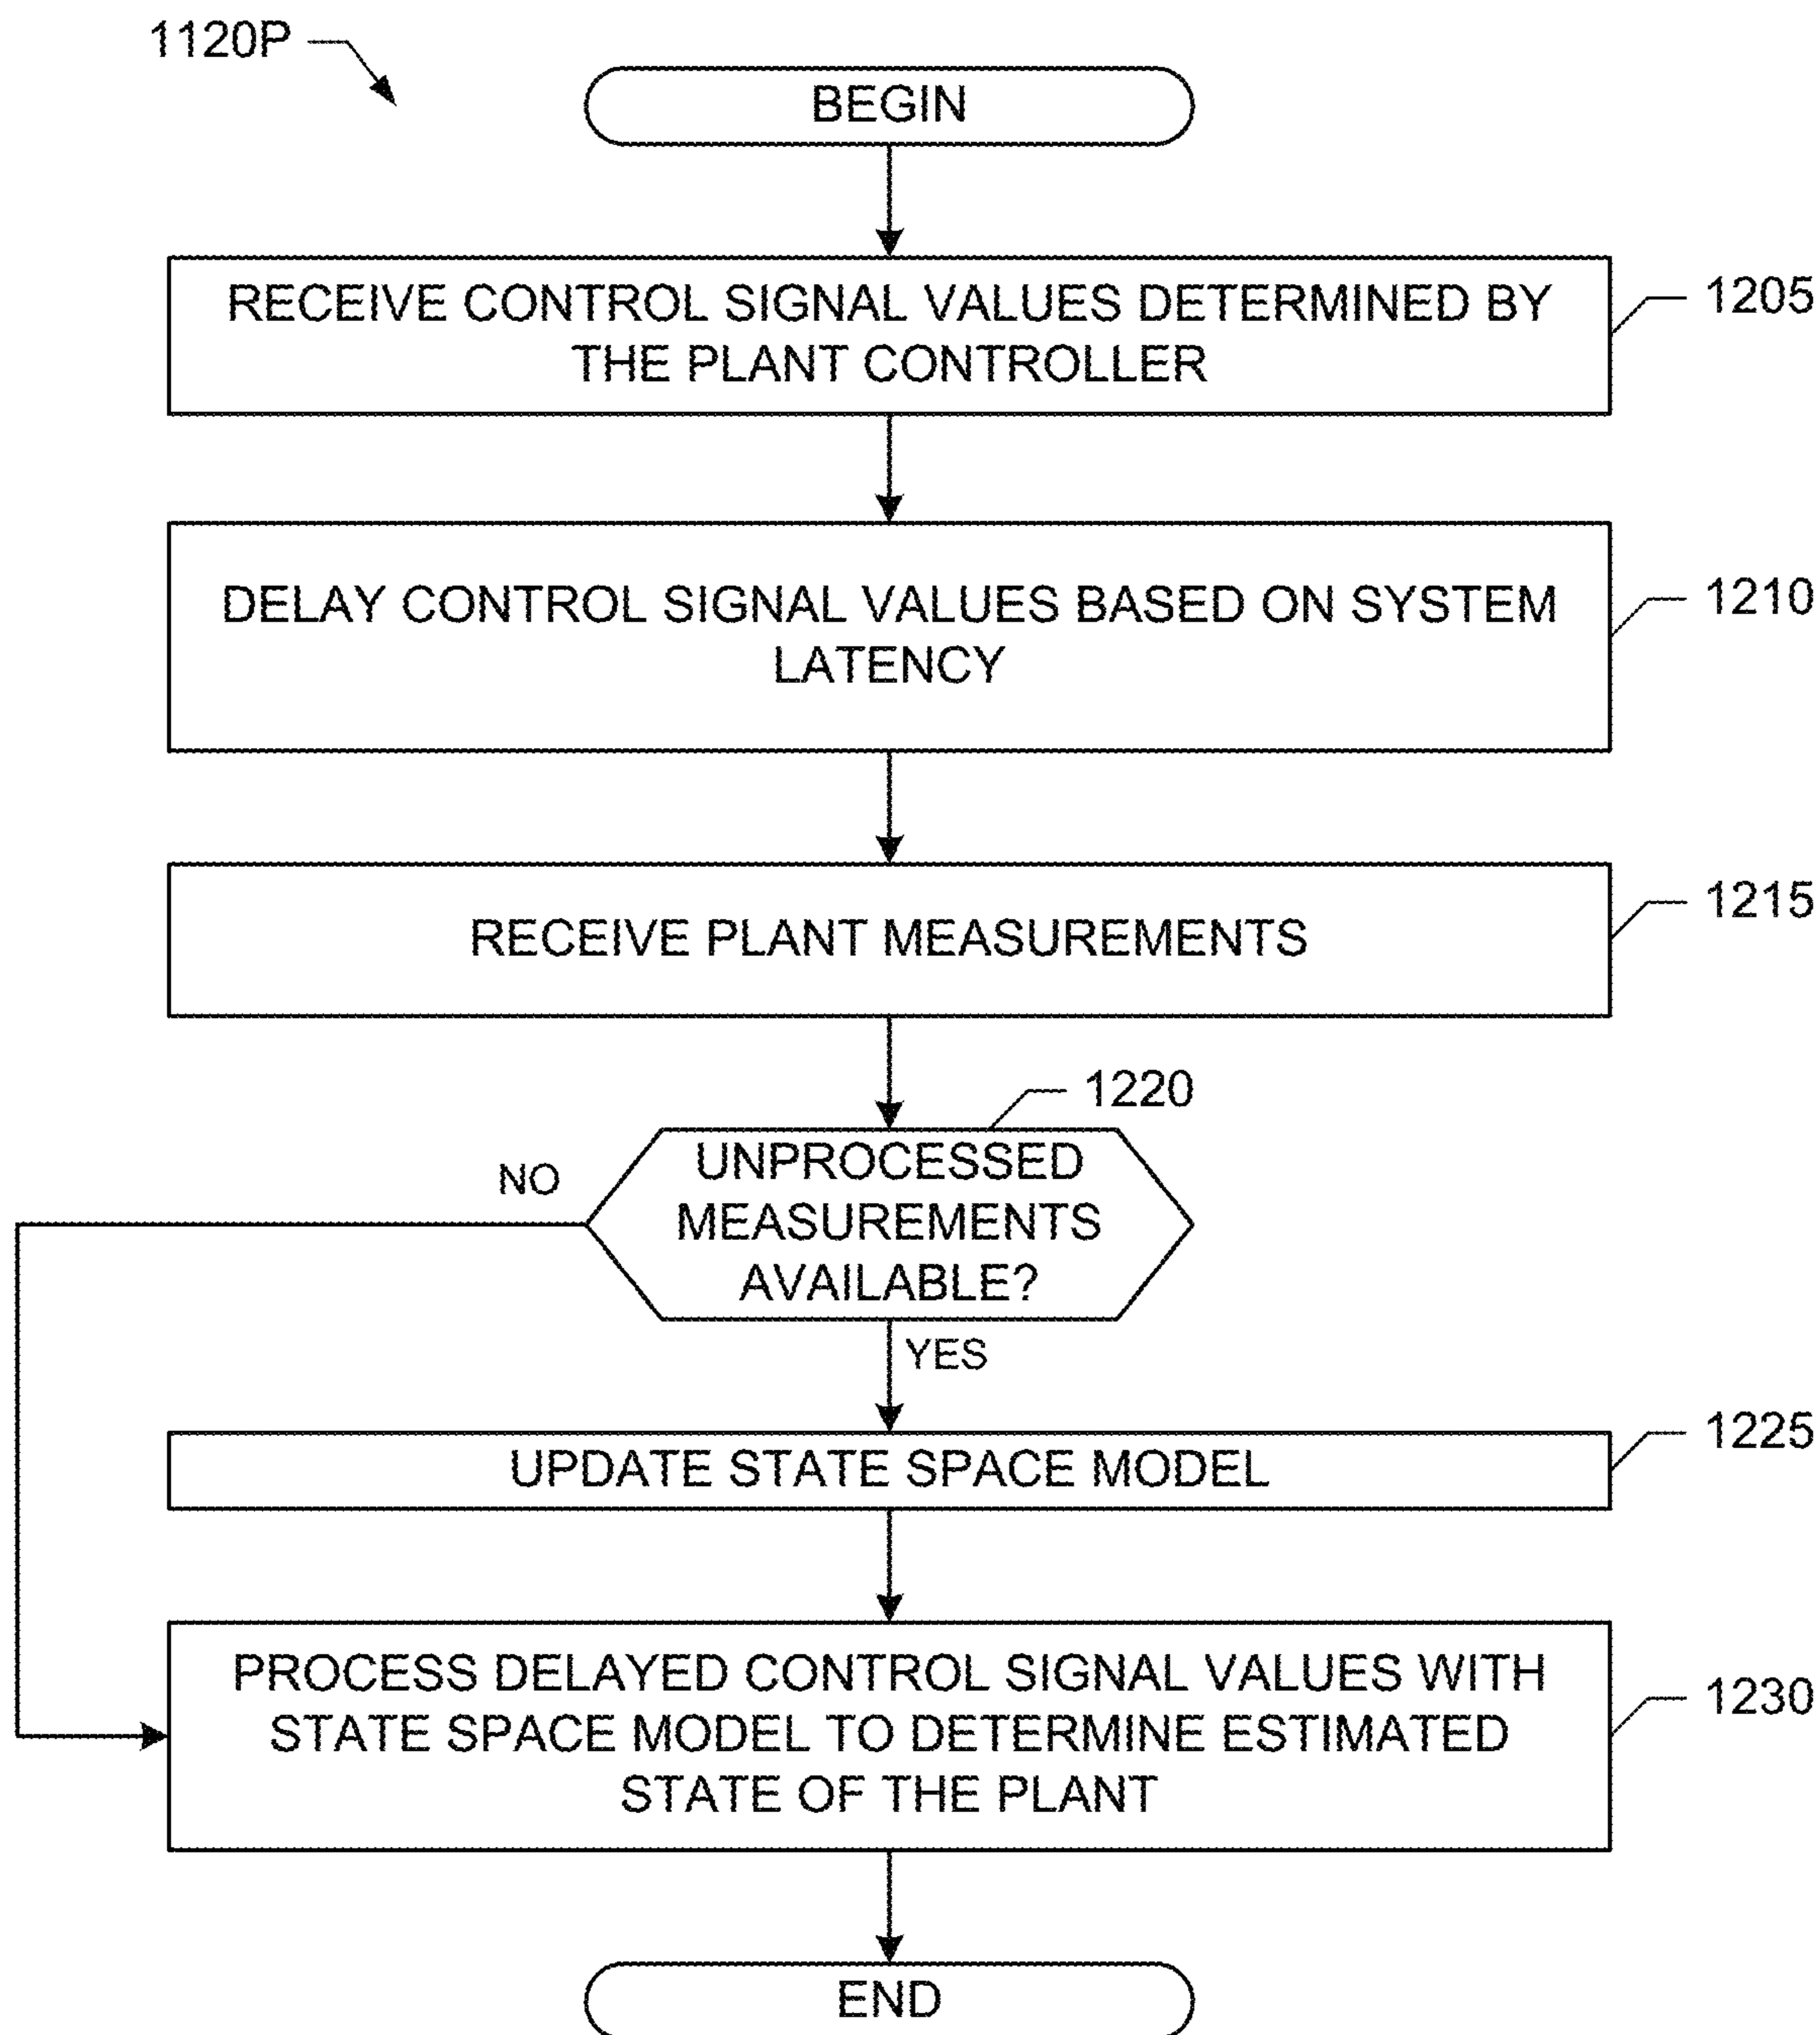 1120P
BEGIN
RECEIVE CONTROL SIGNAL VALUES DETERMINED BY
THE PLANT CONTROLLER
1205
DELAY CONTROL SIGNAL VALUES BASED ON SYSTEM
LATENCY
1210
RECEIVE PLANT MEASUREMENTS
1215
1220
UNPROCESSED
MEASUREMENTS
AVAILABLE?
NO
YES
UPDATE STATE SPACE MODEL
1225
PROCESS DELAYED CONTROL SIGNAL VALUES WITH
STATE SPACE MODEL TO DETERMINE ESTIMATED
STATE OF THE PLANT
1230
END